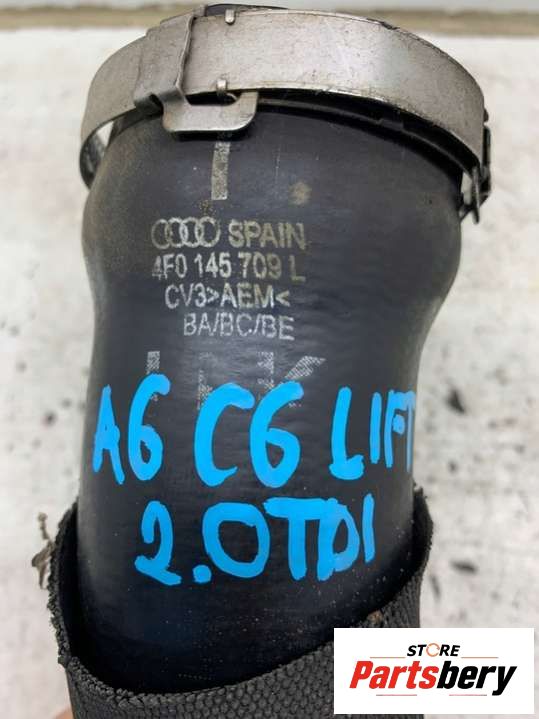 SPAIN
4F0 145 709 L
CV3>AEM<
BA/BC/BE
A6 C6 LIFT
2.0TDI
STORE
Partsbery